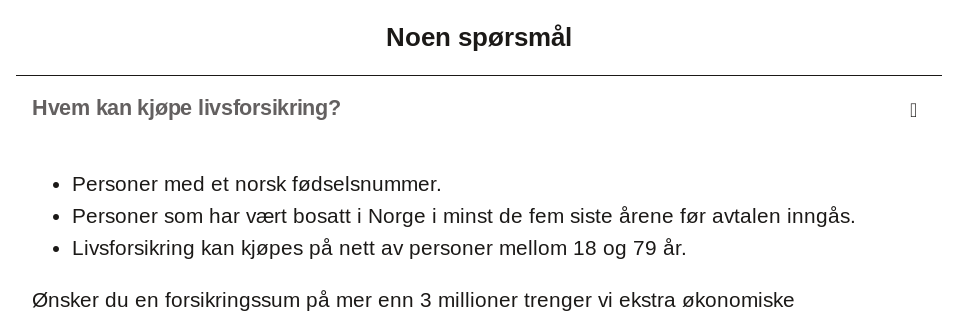 Noen spørsmål
Hvem kan kjøpe livsforsikring?
• Personer med et norsk fødselsnummer.
• Personer som har vært bosatt i Norge i minst de fem siste årene før avtalen inngås.
• Livsforsikring kan kjøpes på nett av personer mellom 18 og 79 år.
Ønsker du en forsikringssum på mer enn 3 millioner trenger vi ekstra økonomiske